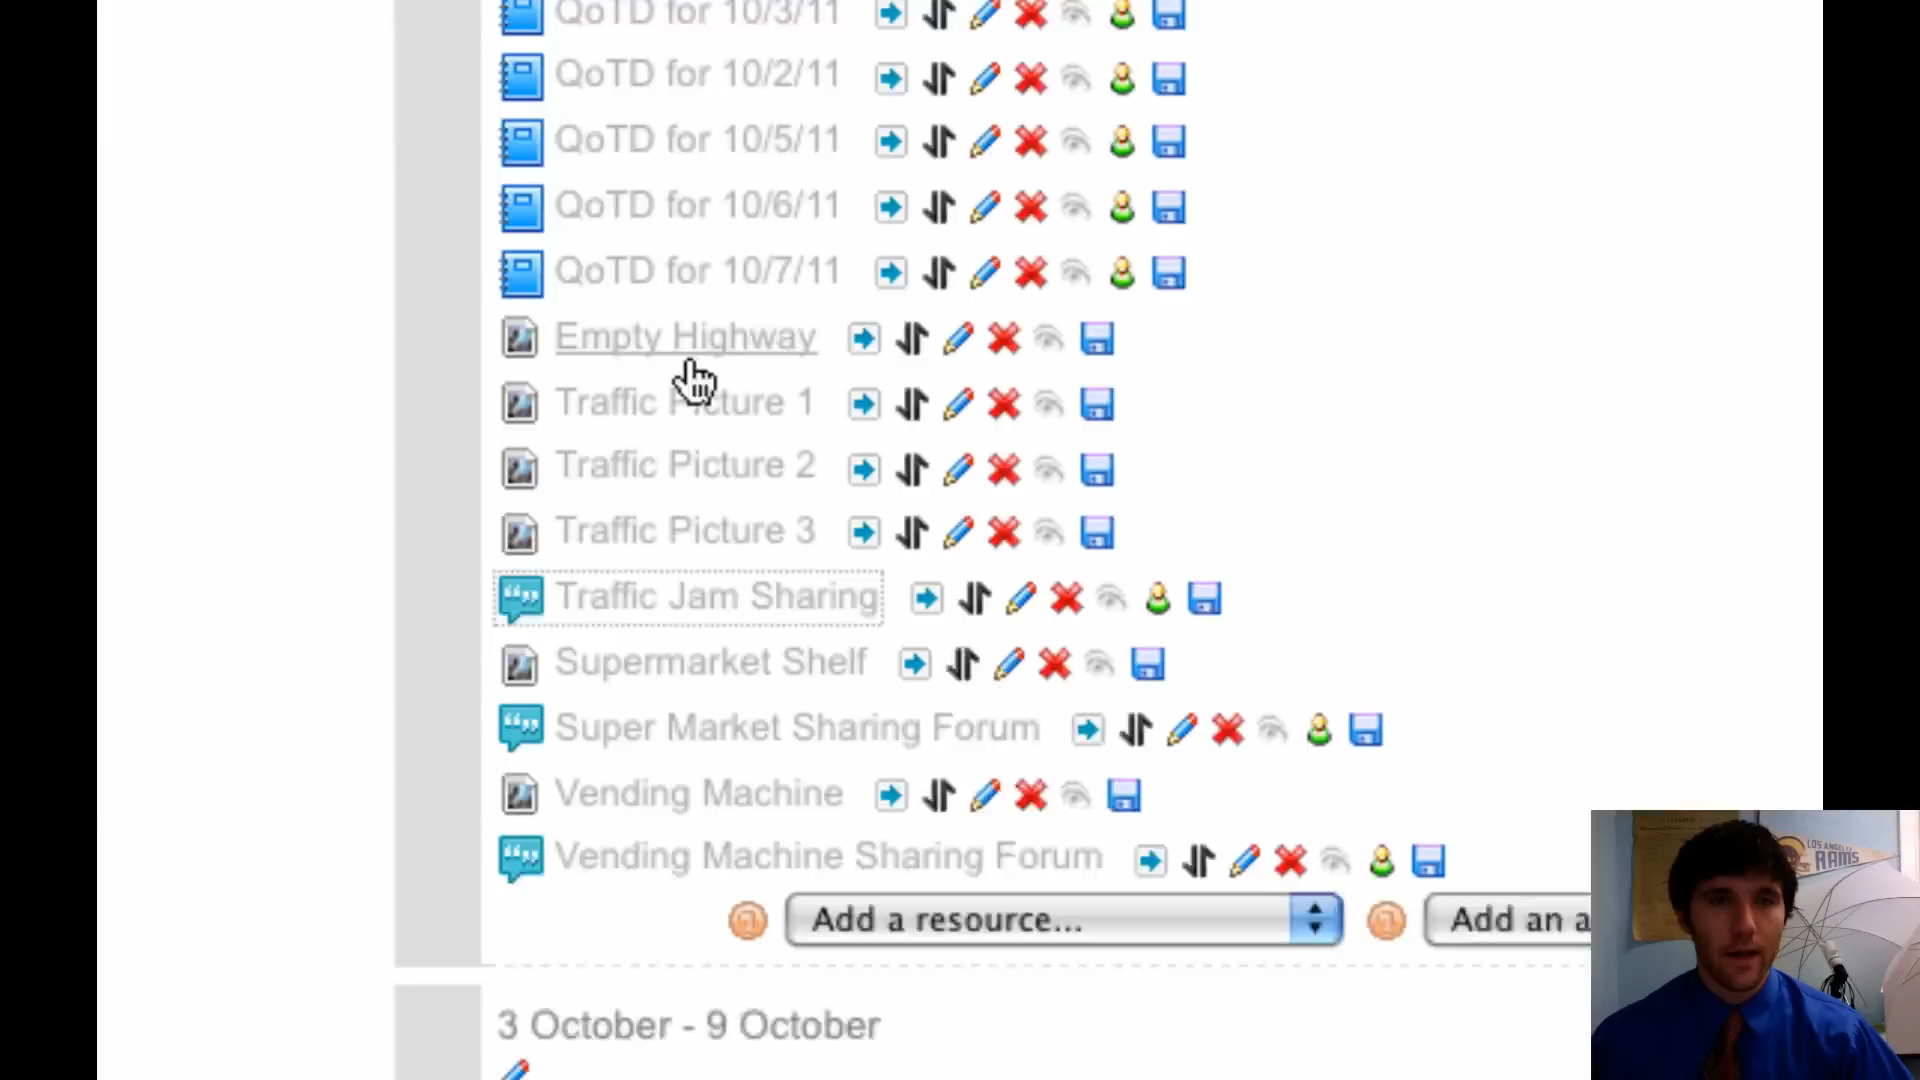 QoTD for 10/3/11
QoTD for 10/2/11
QoTD for 10/5/11
QoTD for 10/6/11
QoTD for 10/7/11
Empty Highway
Traffic Picture 1
Traffic Picture 2
Traffic Picture 3
Traffic Jam Sharing
Supermarket Shelf
Super Market Sharing Forum
Vending Machine
Vending Machine Sharing Forum
Add a resource...
Add an a
3 October - 9 October
LOS ANGELES
RAMS